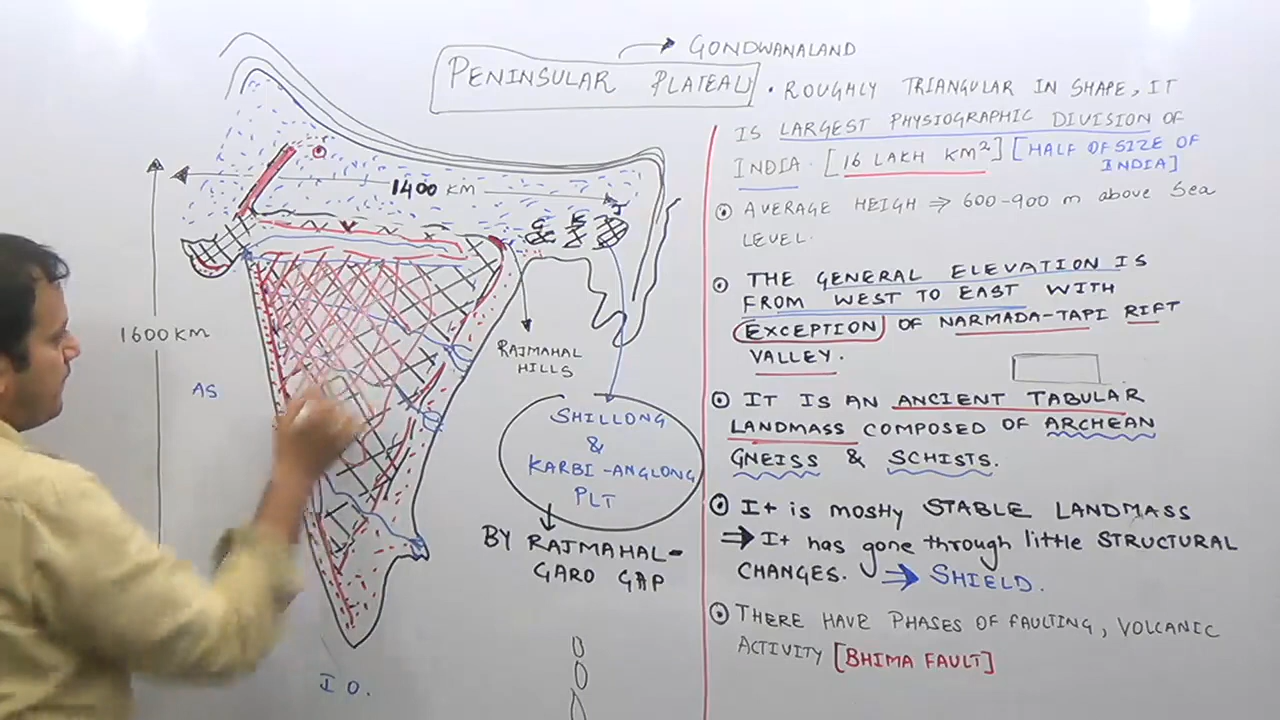 GONDWANALAND
PENINSULAR PLATEAU
1400 KM
1600 KM
G K J
AS
RAJMAHAL
HILLS
SHILLONG
&
KARBI-ANGLONG
PLT
BY RAJMAHAL-
GARO GAP
I O.
• ROUGHLY TRIANGULAR IN SHAPE, IT
IS LARGEST PHYSIOGRAPHIC DIVISION OF
INDIA. [16 LAKH KM²] [HALF OF SIZE OF
INDIA]
AVERAGE HEIGH ⇒ 600-900 m above Sea
LEVEL.
THE GENERAL ELEVATION IS
FROM WEST TO EAST WITH
EXCEPTION OF NARMADA-TAPI RIFT
VALLEY.
IT IS AN ANCIENT TABULAR
LANDMASS COMPOSED OF ARCHEAN
GNEISS & SCHISTS.
It is mostly STABLE LANDMASS
⇒ It has gone through little STRUCTURAL
CHANGES. ⇒ SHIELD.
THERE HAVE PHASES OF FAULTING, VOLCANIC
ACTIVITY [BHIMA FAULT]